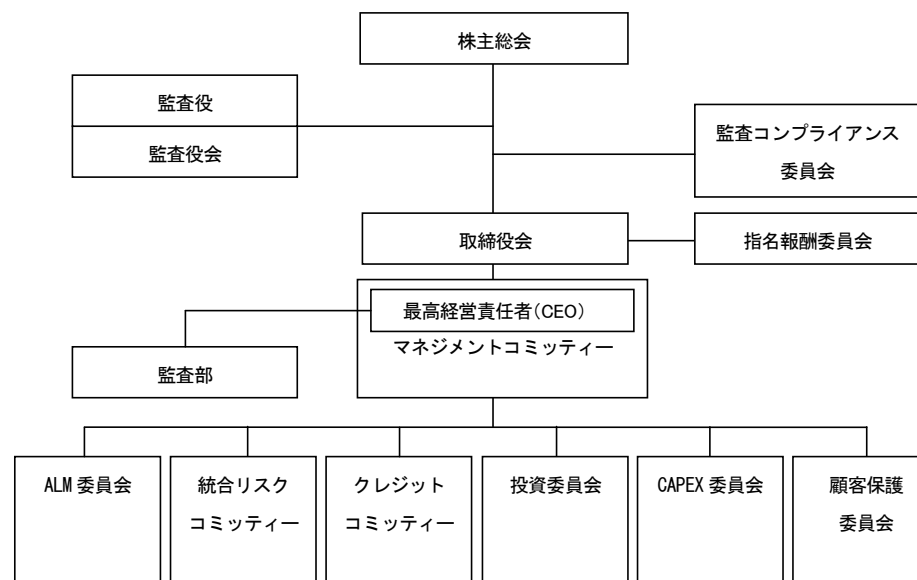 株主総会
監査役
監査役会
監査コンプライアンス
委員会
取締役会
指名報酬委員会
最高経営責任者(CEO)
マネジメントコミッティー
監査部
ALM 委員会
統合リスク
コミッティー
クレジット
コミッティー
投資委員会
CAPEX 委員会
顧客保護
委員会